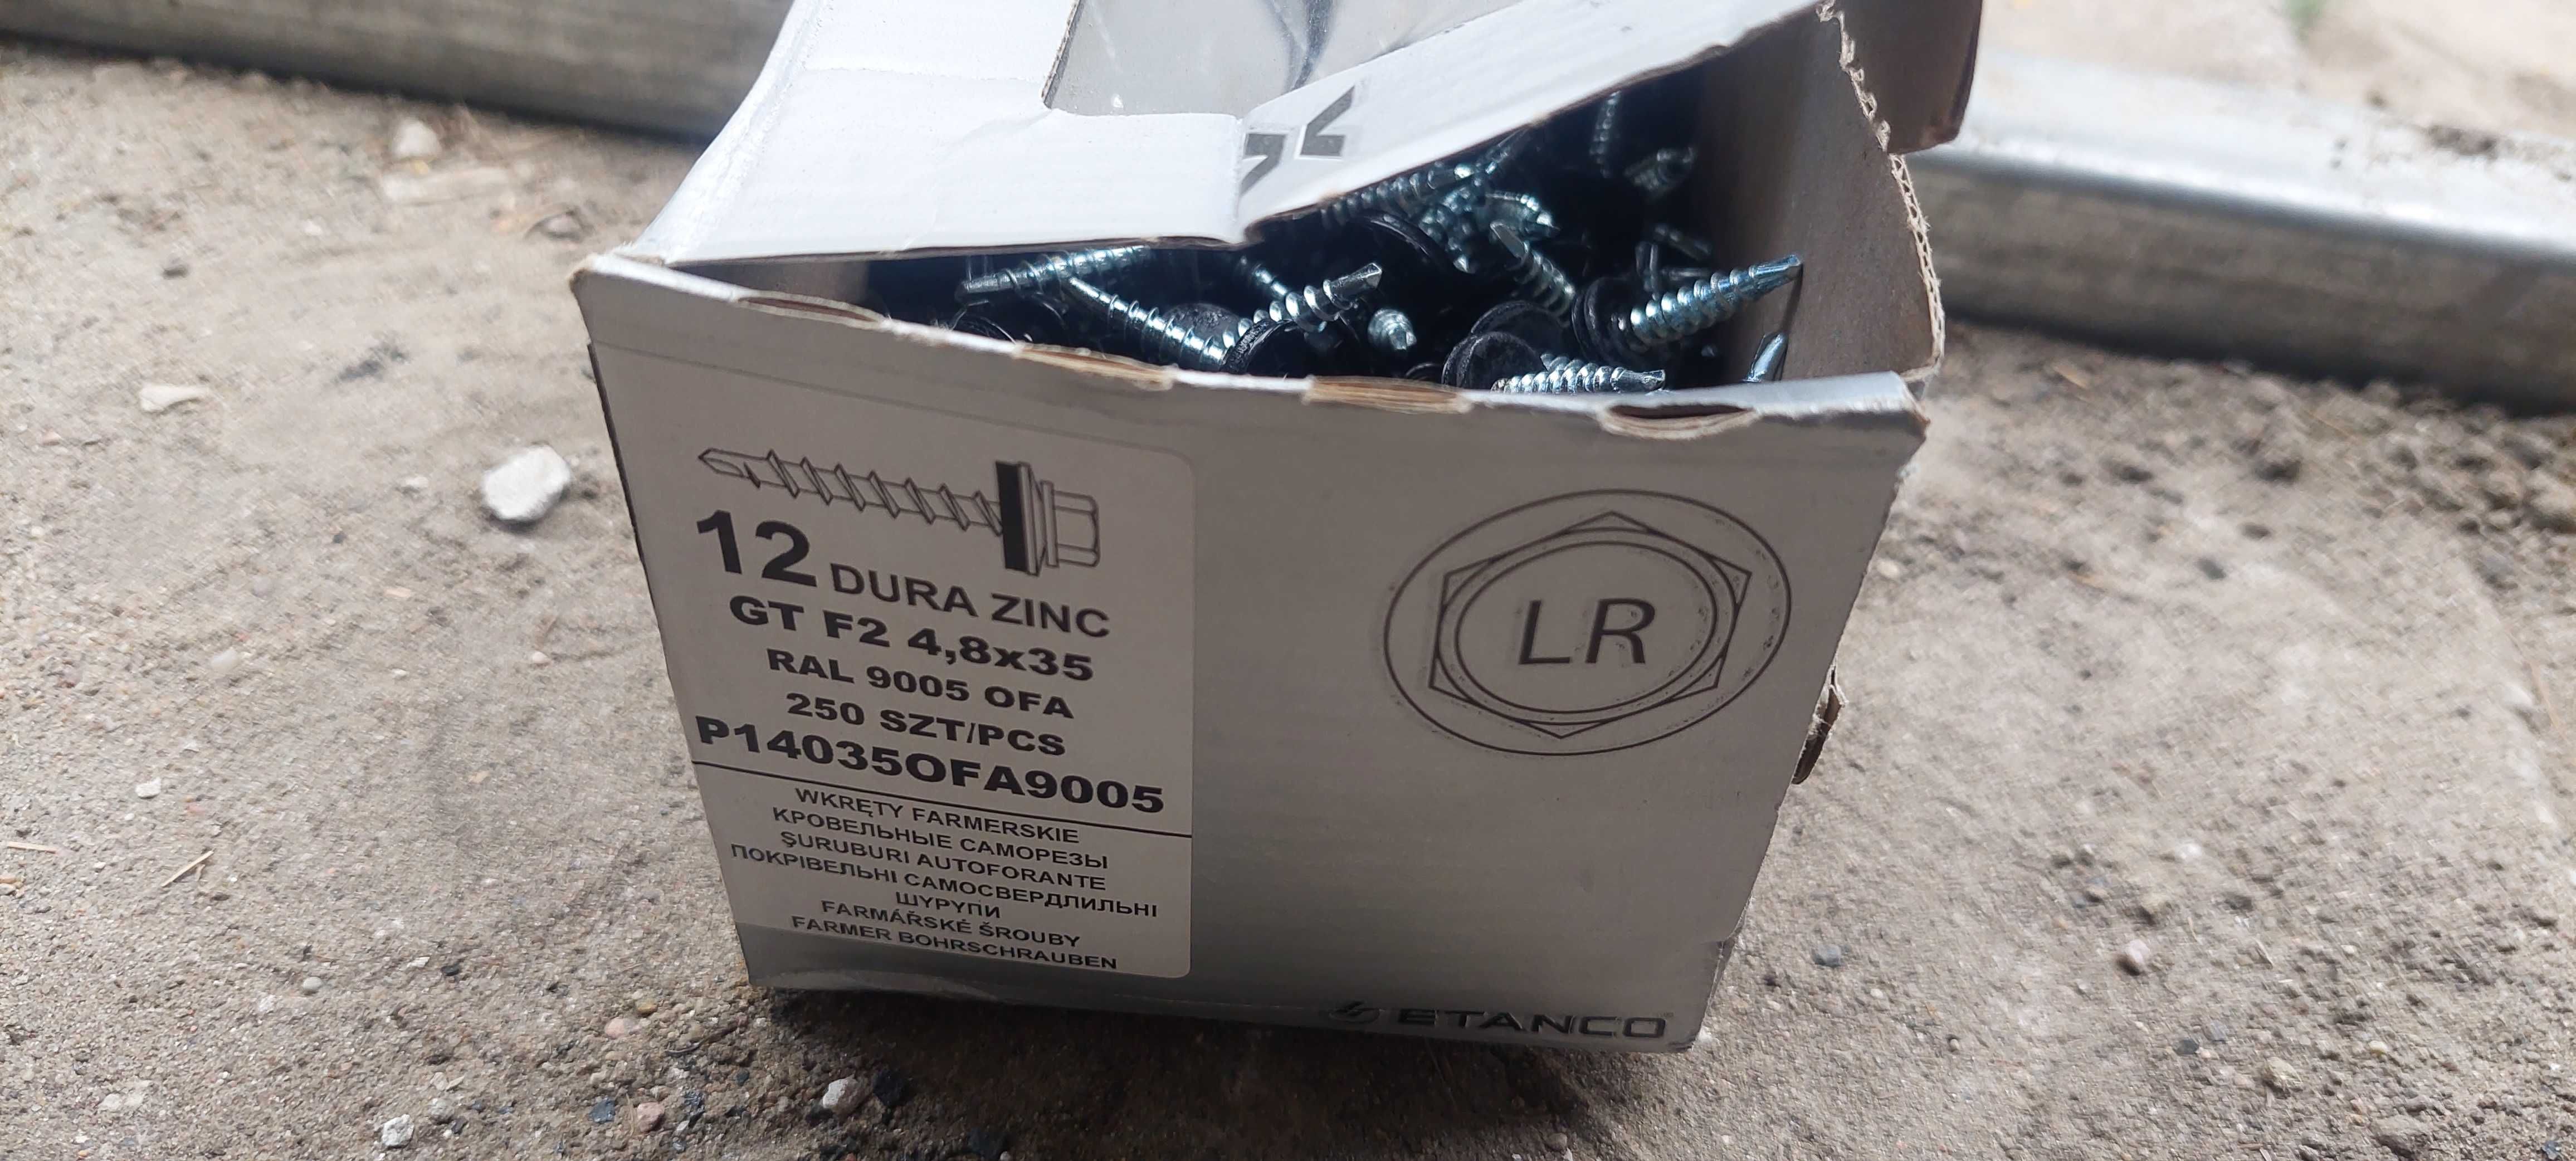 12 DURA ZINC
GT F2 4,8x35
RAL 9005 OFA
250 SZT/PCS
P14035OFA9005
WKRĘTY FARMERSKIE
КРОВЕЛЬНЫЕ САМОРЕЗЫ
ŞURUBURI AUTOFORANTE
ПОКРІВЕЛЬНІ САМОСВЕРДЛИЛЬНІ
ШУРУПИ
FARMÁŘSKÉ ŠROUBY
FARMER BOHRSCHRAUBEN
LR
ETANCO